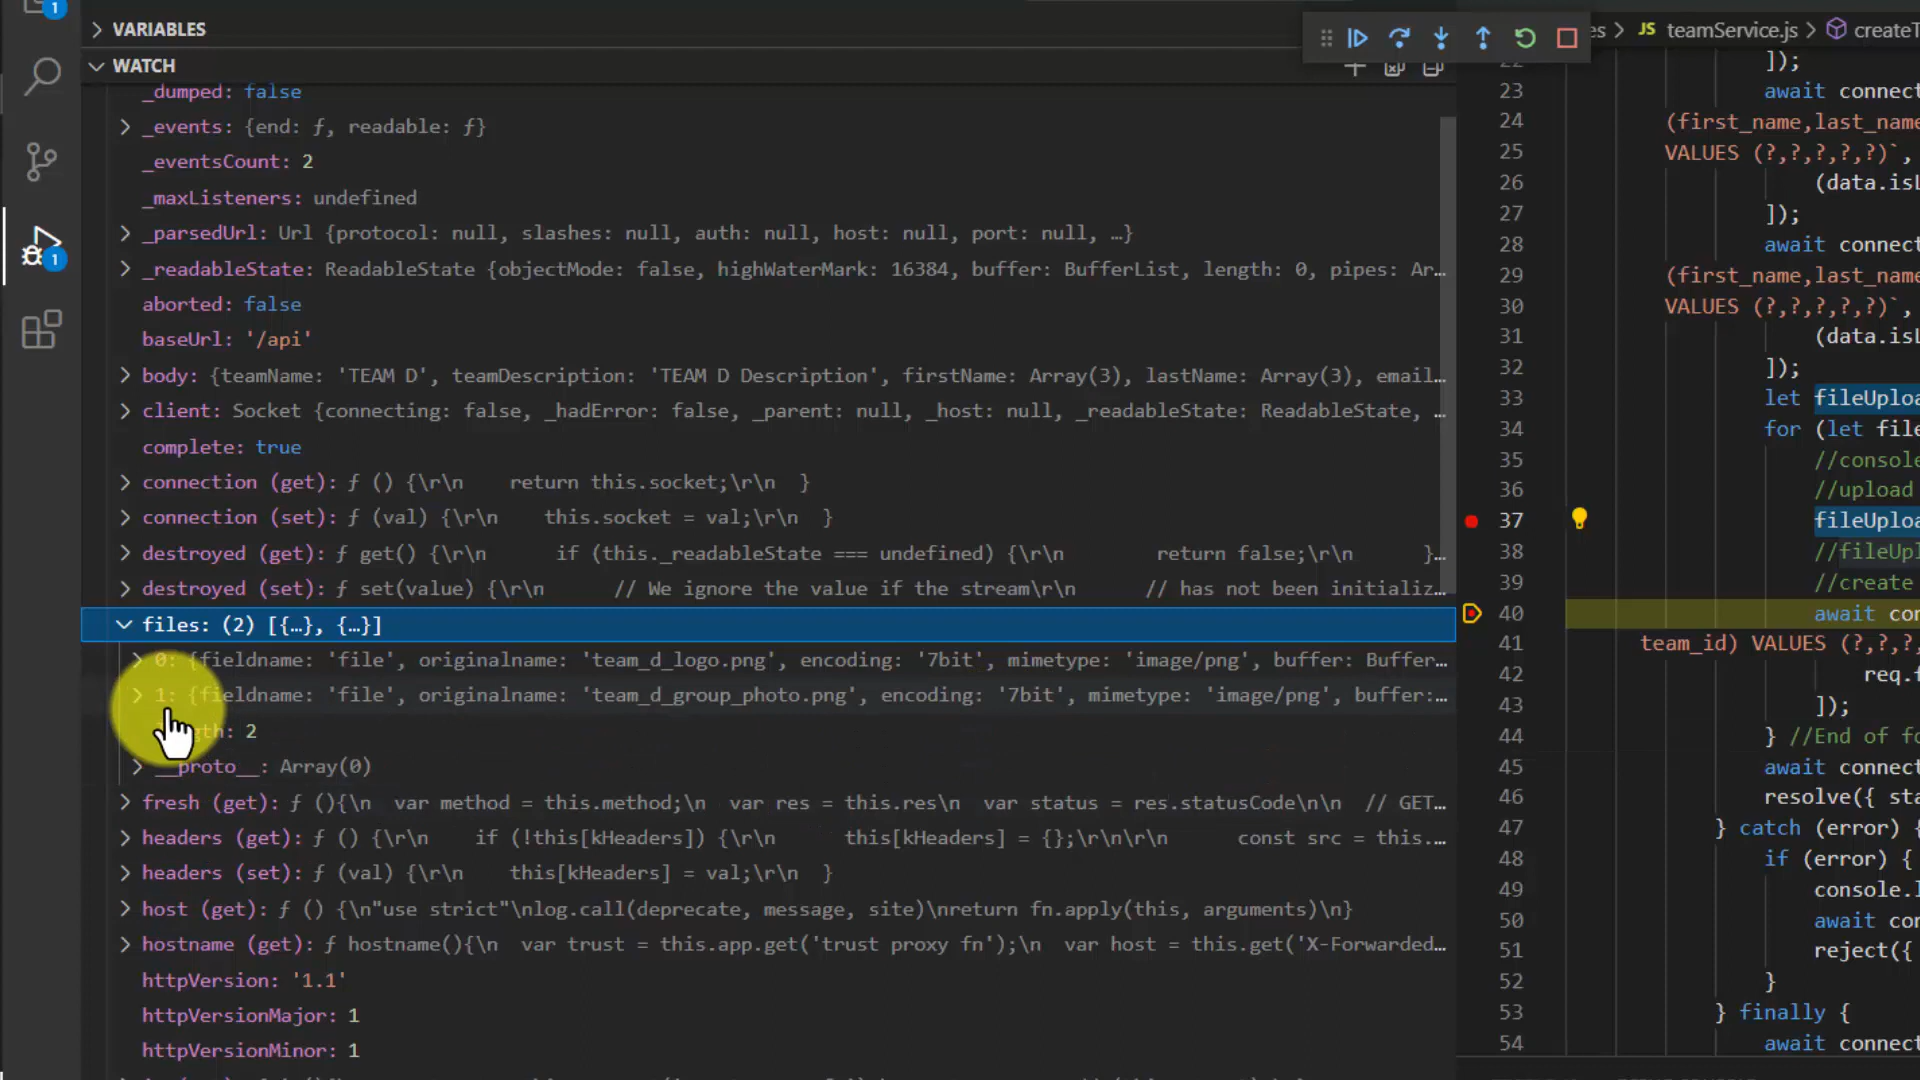 1
VARIABLES
es > JS teamService.js > createT
WATCH
_dumped: false
_events: {end: ƒ, readable: ƒ}
_eventsCount: 2
_maxListeners: undefined
_parsedUrl: Url {protocol: null, slashes: null, auth: null, host: null, port: null, …}
_readableState: ReadableState {objectMode: false, highWaterMark: 16384, buffer: BufferList, length: 0, pipes: Ar…
aborted: false
baseUrl: '/api'
body: {teamName: 'TEAM D', teamDescription: 'TEAM D Description', firstName: Array(3), lastName: Array(3), email…
client: Socket {connecting: false, _hadError: false, _parent: null, _host: null, _readableState: ReadableState, …
complete: true
connection (get): ƒ () {\r\n    return this.socket;\r\n  }
connection (set): ƒ (val) {\r\n    this.socket = val;\r\n  }
destroyed (get): ƒ get() {\r\n      if (this._readableState === undefined) {\r\n        return false;\r\n      }…
destroyed (set): ƒ set(value) {\r\n      // We ignore the value if the stream\r\n      // has not been initializ…
files: (2) [{…}, {…}]
0: {fieldname: 'file', originalname: 'team_d_logo.png', encoding: '7bit', mimetype: 'image/png', buffer: Buffer…
1: {fieldname: 'file', originalname: 'team_d_group_photo.png', encoding: '7bit', mimetype: 'image/png', buffer:…
gth: 2
__proto__: Array(0)
fresh (get): ƒ (){\n  var method = this.method;\n  var res = this.res\n  var status = res.statusCode\n\n  // GET…
headers (get): ƒ () {\r\n    if (!this[kHeaders]) {\r\n      this[kHeaders] = {};\r\n\r\n      const src = this.…
headers (set): ƒ (val) {\r\n    this[kHeaders] = val;\r\n  }
host (get): ƒ () {\n"use strict"\nlog.call(deprecate, message, site)\nreturn fn.apply(this, arguments)\n}
hostname (get): ƒ hostname(){\n  var trust = this.app.get('trust proxy fn');\n  var host = this.get('X-Forwarded…
httpVersion: '1.1'
httpVersionMajor: 1
httpVersionMinor: 1
1
]);
23 await connect
24 (first_name,last_name
25 VALUES (?,?,?,?,?)`,
26 (data.isL
27 ]);
28 await connect
29 (first_name,last_name
30 VALUES (?,?,?,?,?)`,
31 (data.isL
32 ]);
33 let fileUploa
34 for (let file
35 //console
36 //upload
37 fileUploa
38 //fileUpl
39 //create
40 await con
41 team_id) VALUES (?,?,?,
42 req.f
43 ]);
44 } //End of fo
45 await connect
46 resolve({ sta
47 } catch (error) {
48 if (error) {
49 console.l
50 await con
51 reject({
52 }
53 } finally {
54 await connect